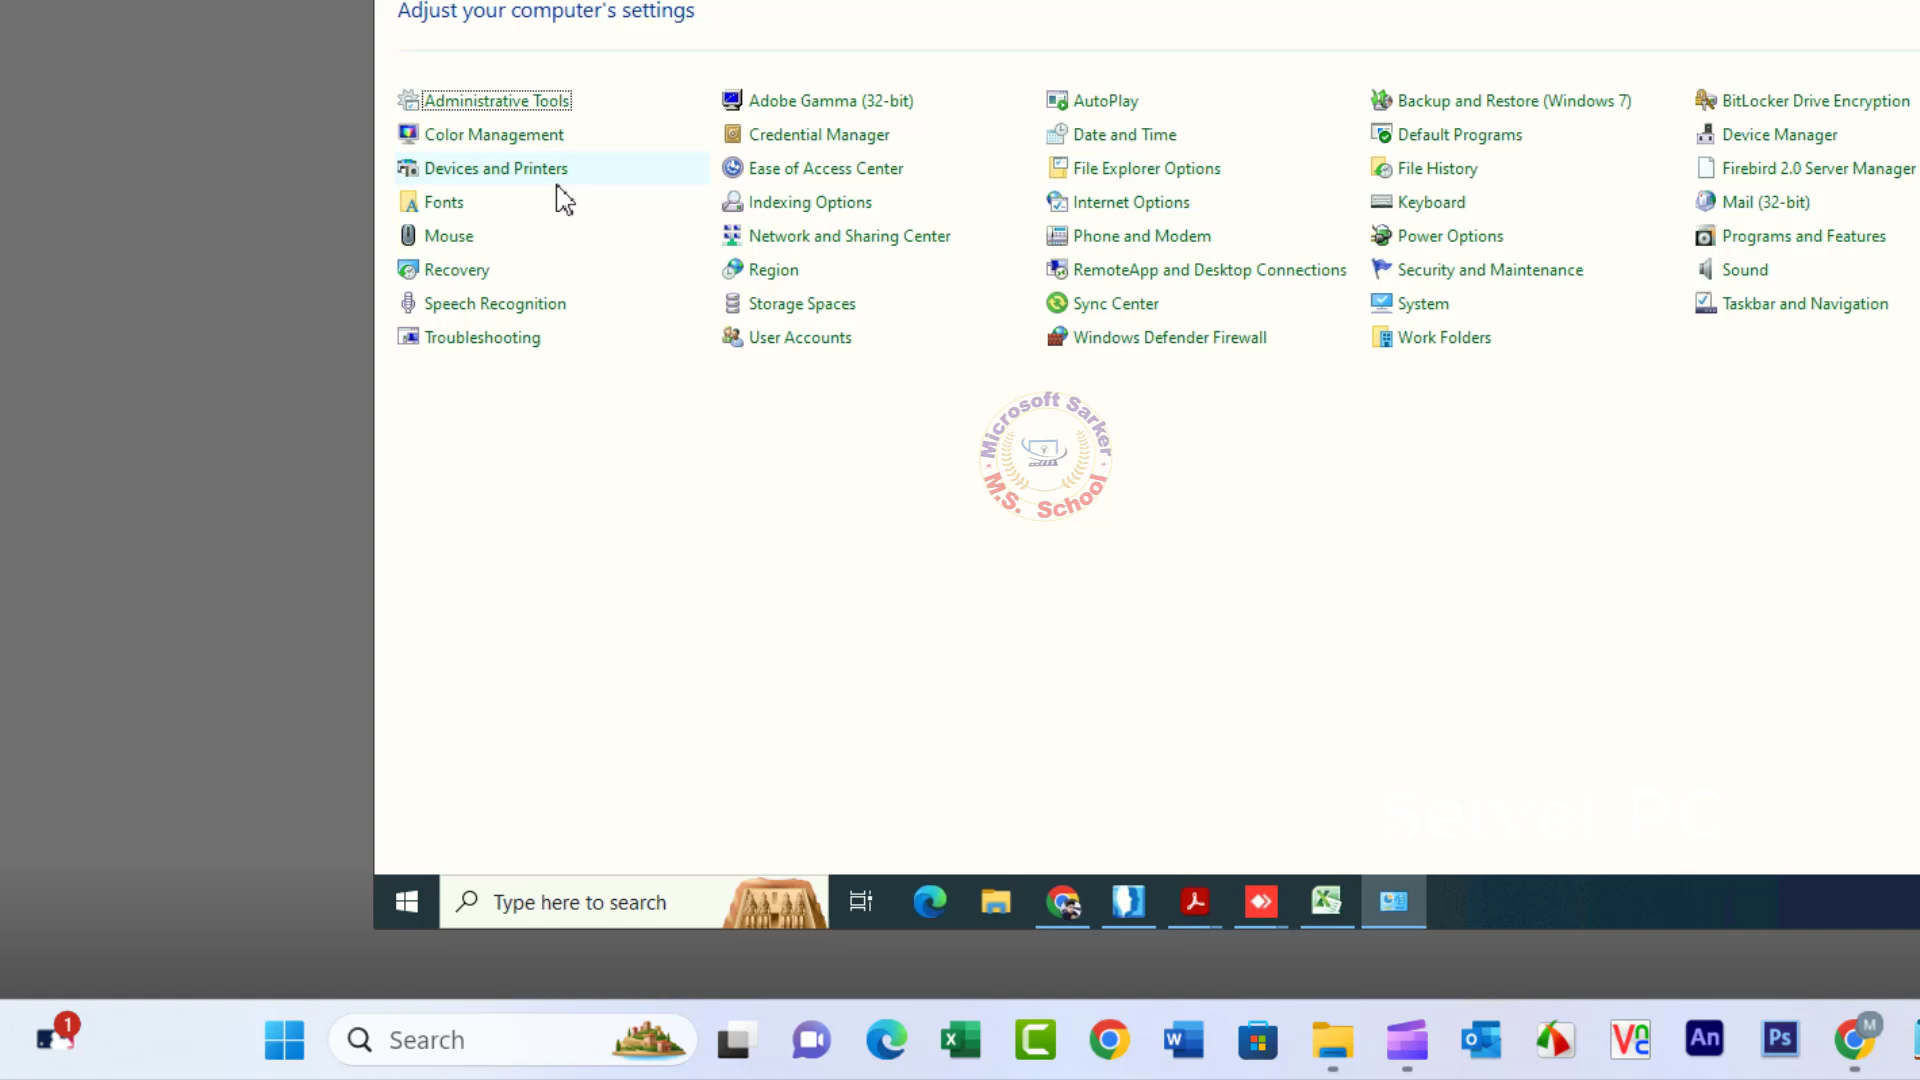 Adjust your computer's settings
Administrative Tools
Adobe Gamma (32-bit)
AutoPlay
Backup and Restore (Windows 7)
BitLocker Drive Encryption
Color Management
Credential Manager
Date and Time
Default Programs
Device Manager
Devices and Printers
Ease of Access Center
File Explorer Options
File History
Firebird 2.0 Server Manager
Fonts
Indexing Options
Internet Options
Keyboard
Mail (32-bit)
Mouse
Network and Sharing Center
Phone and Modem
Power Options
Programs and Features
Recovery
Region
RemoteApp and Desktop Connections
Security and Maintenance
Sound
Speech Recognition
Storage Spaces
Sync Center
System
Taskbar and Navigation
Troubleshooting
User Accounts
Windows Defender Firewall
Work Folders
Microsoft Sarker
M.S. School
Server PC
Type here to search
1
Search
An
Ps
M